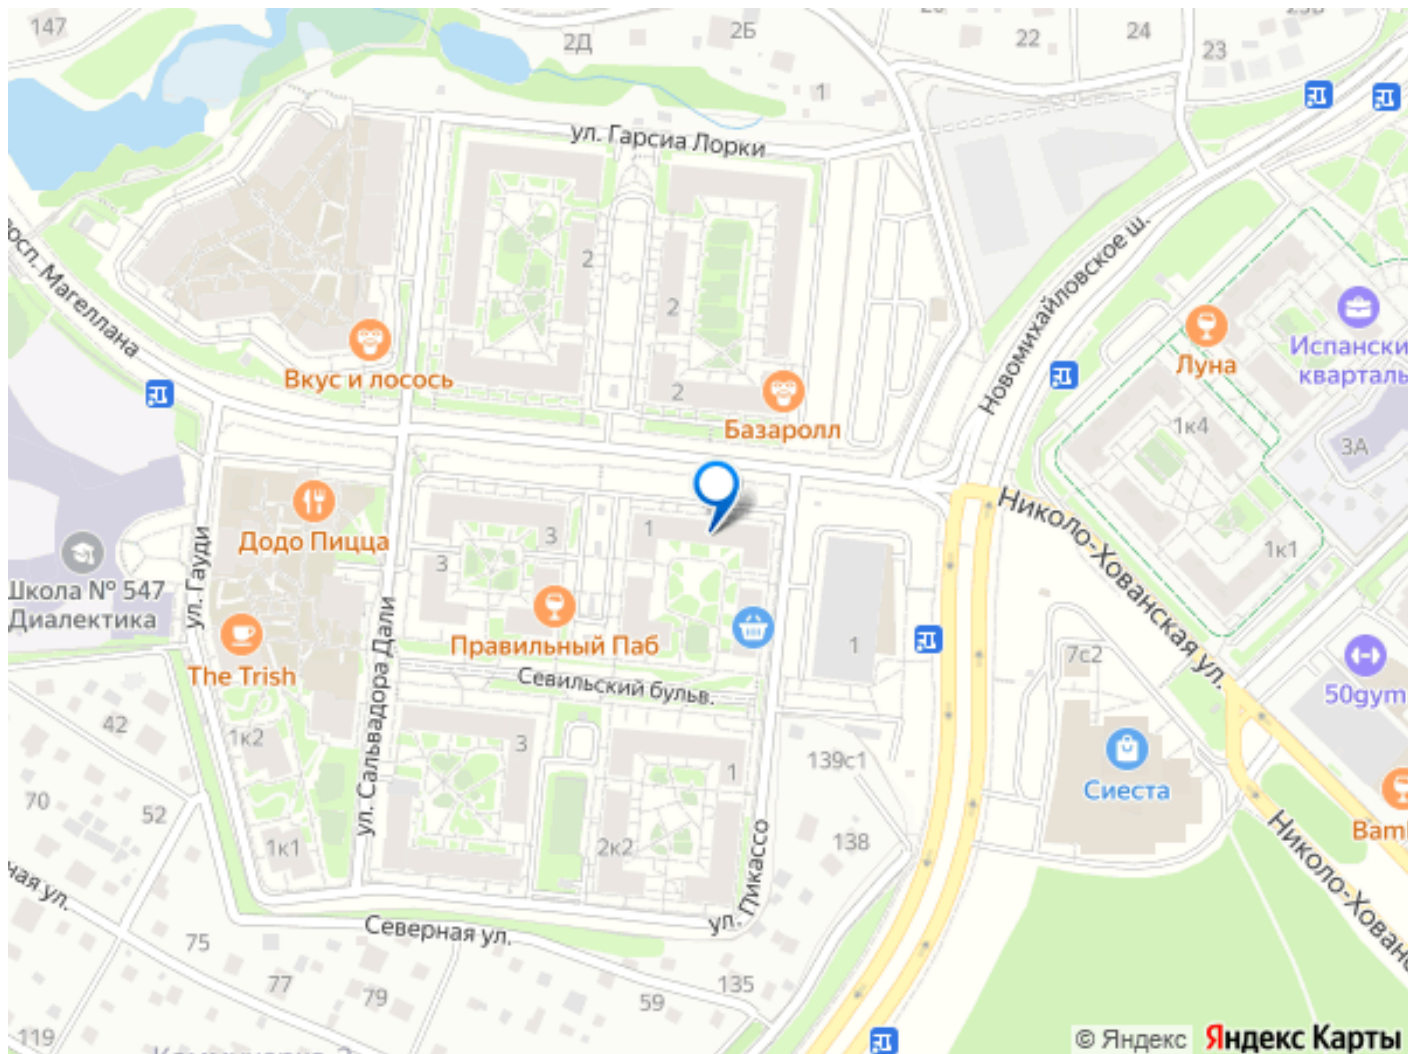 147
2Д
2Б
22
24
23
1
ул. Гарсиа Лорки
Новомихайловское ш.
просп. Магеллана
2
2
2
Вкус и лосось
Базаролл
Луна
Испански
кварталь
1к4
3А
1к1
Николо-Хованская ул.
Додо Пицца
3
3
1
Школа № 547
Диалектика
ул. Гауди
The Trish
ул. Сальвадора Дали
Правильный Паб
Севильский бульв.
1
7с2
50gym
42
1к2
3
1
139с1
Сиеста
70
52
1к1
2к2
138
Bam
ул. Пикассо
Николо-Хованс
ная ул.
Северная ул.
75
77
79
59
135
119
© Яндекс
Яндекс Карты